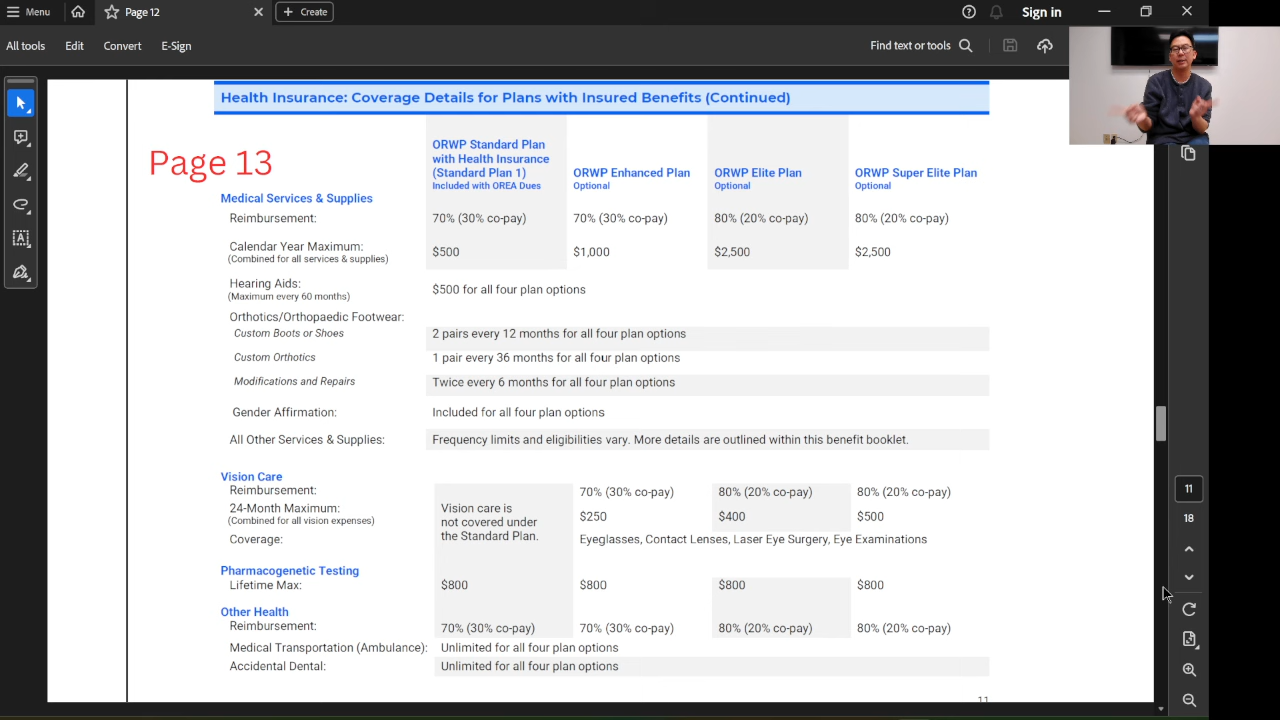 Menu
Page 12
Create
Sign in
All tools
Edit
Convert
E-Sign
Find text or tools
Health Insurance: Coverage Details for Plans with Insured Benefits (Continued)
Page 13
ORWP Standard Plan
with Health Insurance
(Standard Plan 1)
Included with OREA Dues
ORWP Enhanced Plan
Optional
ORWP Elite Plan
Optional
ORWP Super Elite Plan
Optional
Medical Services & Supplies
Reimbursement: 70% (30% co-pay) 70% (30% co-pay) 80% (20% co-pay) 80% (20% co-pay)
Calendar Year Maximum: $500 $1,000 $2,500 $2,500
(Combined for all services & supplies)
Hearing Aids: $500 for all four plan options
(Maximum every 60 months)
Orthotics/Orthopaedic Footwear:
Custom Boots or Shoes 2 pairs every 12 months for all four plan options
Custom Orthotics 1 pair every 36 months for all four plan options
Modifications and Repairs Twice every 6 months for all four plan options
Gender Affirmation: Included for all four plan options
All Other Services & Supplies: Frequency limits and eligibilities vary. More details are outlined within this benefit booklet.
Vision Care
Reimbursement: 70% (30% co-pay) 80% (20% co-pay) 80% (20% co-pay)
24-Month Maximum: $250 $400 $500
(Combined for all vision expenses)
Vision care is
not covered under
the Standard Plan.
Coverage: Eyeglasses, Contact Lenses, Laser Eye Surgery, Eye Examinations
Pharmacogenetic Testing
Lifetime Max: $800 $800 $800 $800
Other Health
Reimbursement: 70% (30% co-pay) 70% (30% co-pay) 80% (20% co-pay) 80% (20% co-pay)
Medical Transportation (Ambulance): Unlimited for all four plan options
Accidental Dental: Unlimited for all four plan options
11
11
18